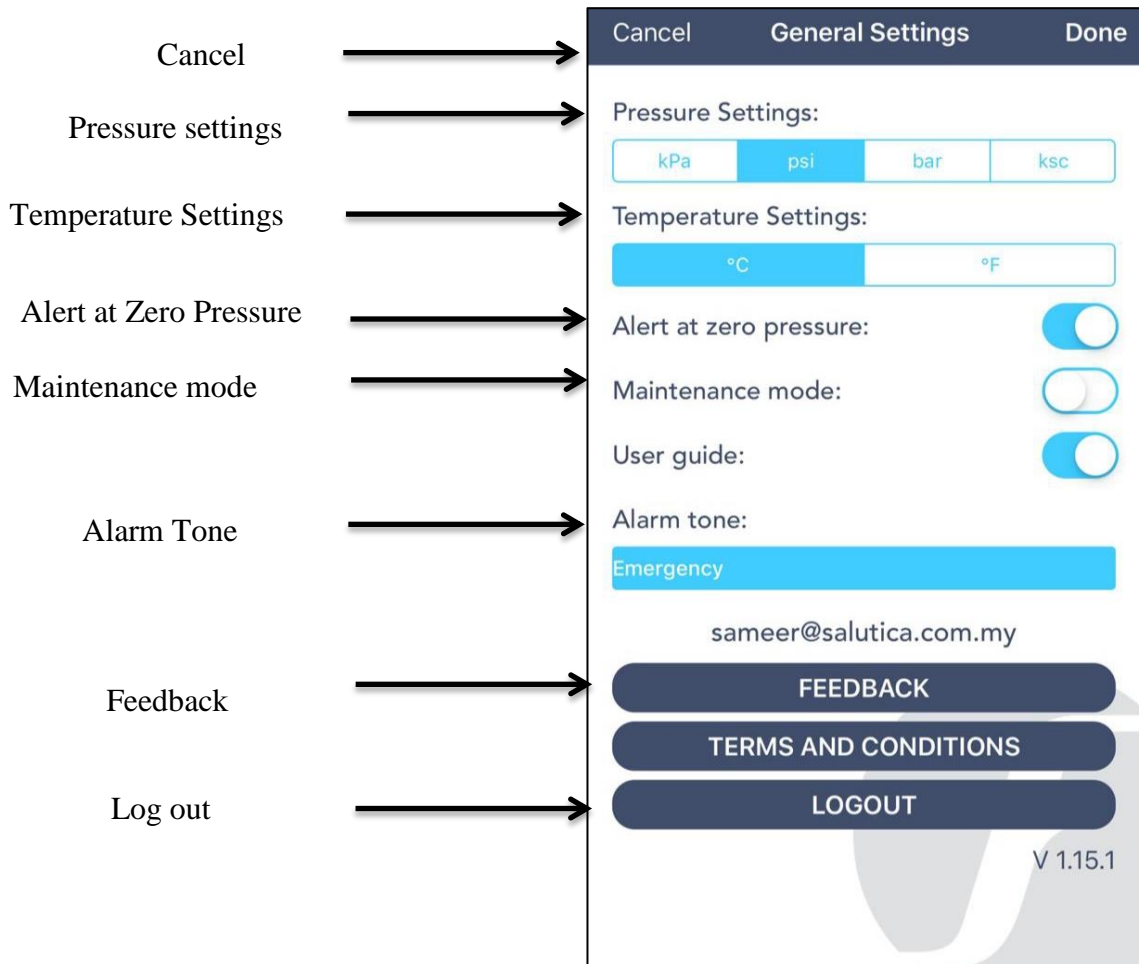 Cancel
Pressure settings
Temperature Settings
Alert at Zero Pressure
Maintenance mode
Alarm Tone
Feedback
Log out
Cancel General Settings Done
Pressure Settings:
kPa psi bar ksc
Temperature Settings:
°C °F
Alert at zero pressure:
Maintenance mode:
User guide:
Alarm tone:
Emergency
sameer@salutica.com.my
FEEDBACK
TERMS AND CONDITIONS
LOGOUT
V 1.15.1